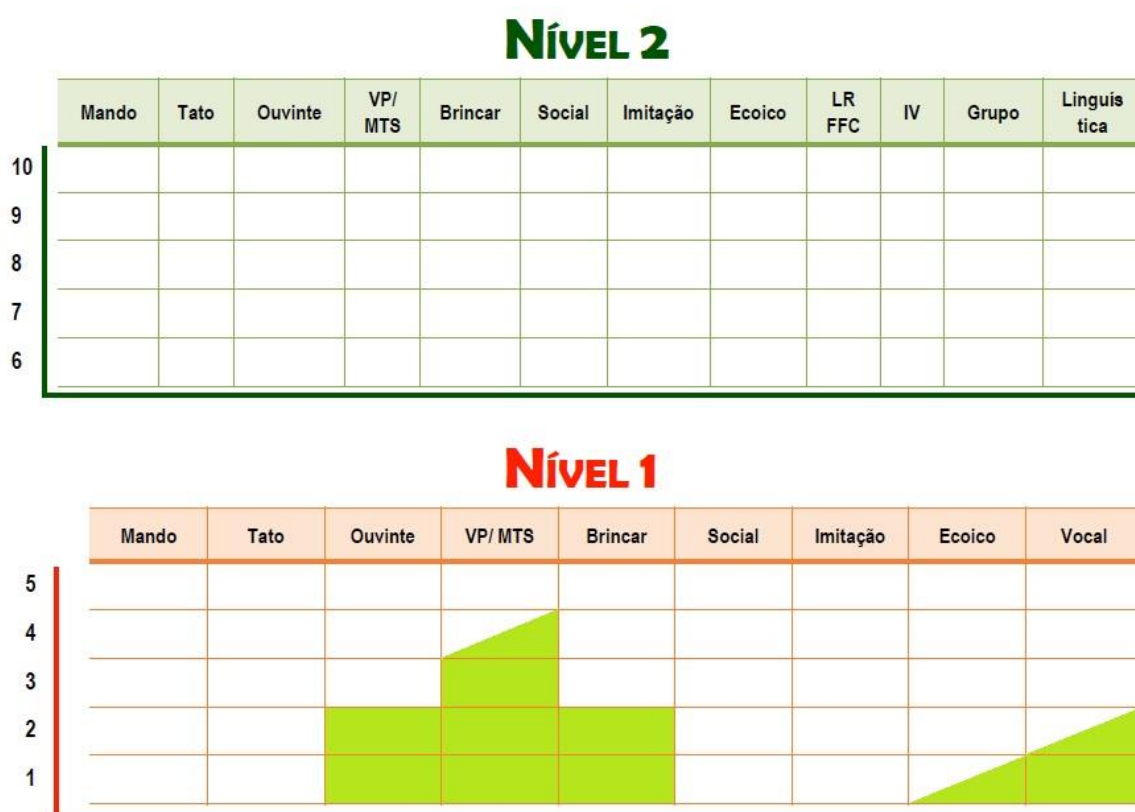 NÍVEL 2
Mando Tato Ouvinte VP/ MTS Brincar Social Imitação Ecoico LR FFC IV Grupo Linguís tica
10
9
8
7
6
NÍVEL 1
Mando Tato Ouvinte VP/ MTS Brincar Social Imitação Ecoico Vocal
5
4
3
2
1